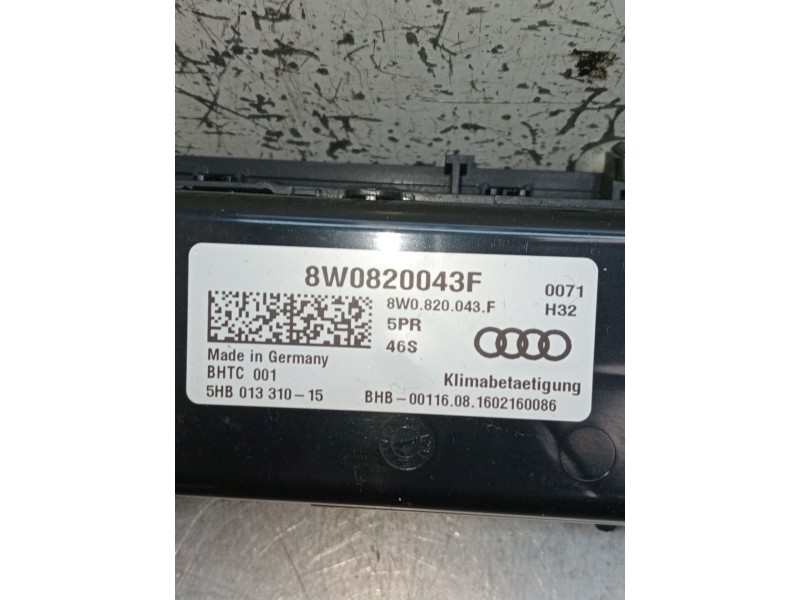 8W0820043F
0071
8W0.820.043.F
H32
5PR
46S
Made in Germany
BHTC 001
Klimabetaetigung
5HB 013 310-15
BHB-00116.08.1602160086